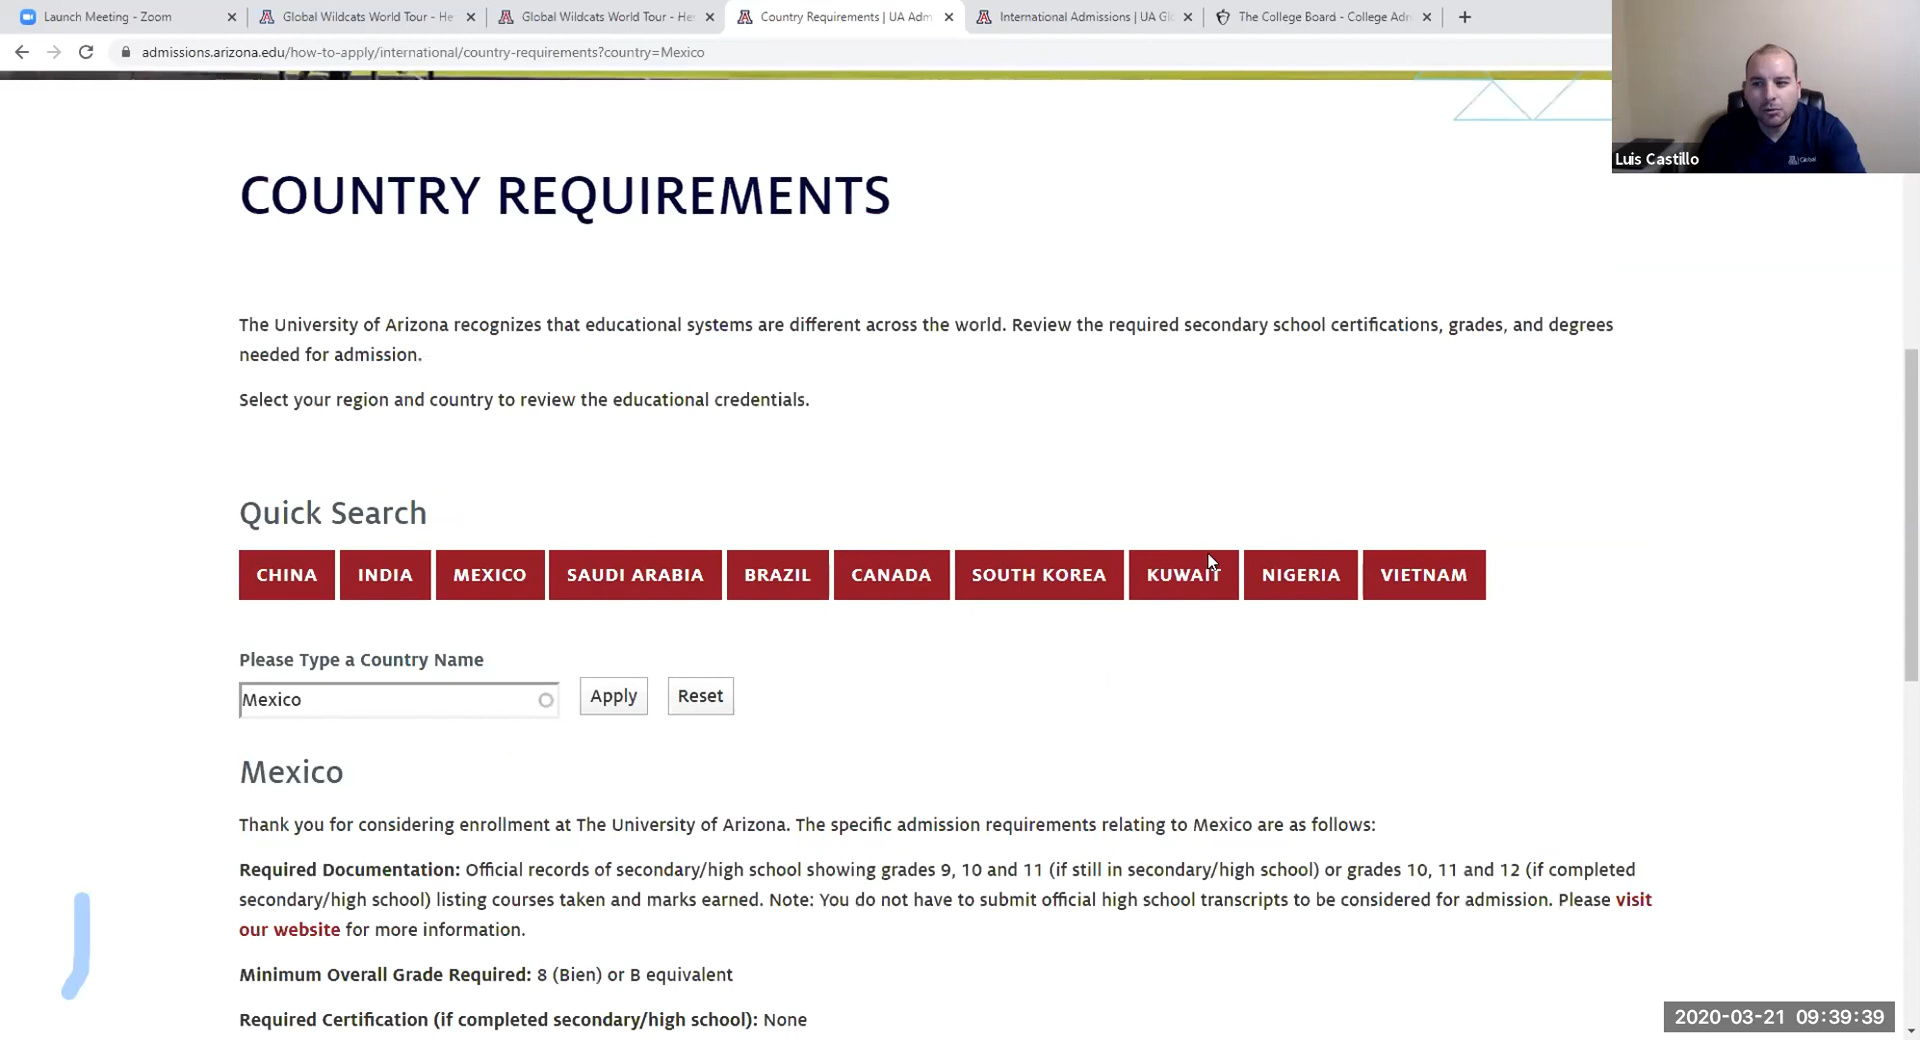 Launch Meeting - Zoom
Global Wildcats World Tour - He
Global Wildcats World Tour - He
Country Requirements | UA Adm
International Admissions | UA Gl
The College Board - College Adm
admissions.arizona.edu/how-to-apply/international/country-requirements?country=Mexico
Luis Castillo
COUNTRY REQUIREMENTS
The University of Arizona recognizes that educational systems are different across the world. Review the required secondary school certifications, grades, and degrees
needed for admission.
Select your region and country to review the educational credentials.
Quick Search
CHINA INDIA MEXICO SAUDI ARABIA BRAZIL CANADA SOUTH KOREA KUWAIT NIGERIA VIETNAM
Please Type a Country Name
Mexico Apply Reset
Mexico
Thank you for considering enrollment at The University of Arizona. The specific admission requirements relating to Mexico are as follows:
Required Documentation: Official records of secondary/high school showing grades 9, 10 and 11 (if still in secondary/high school) or grades 10, 11 and 12 (if completed
secondary/high school) listing courses taken and marks earned. Note: You do not have to submit official high school transcripts to be considered for admission. Please visit
our website for more information.
Minimum Overall Grade Required: 8 (Bien) or B equivalent
Required Certification (if completed secondary/high school): None
2020-03-21 09:39:39